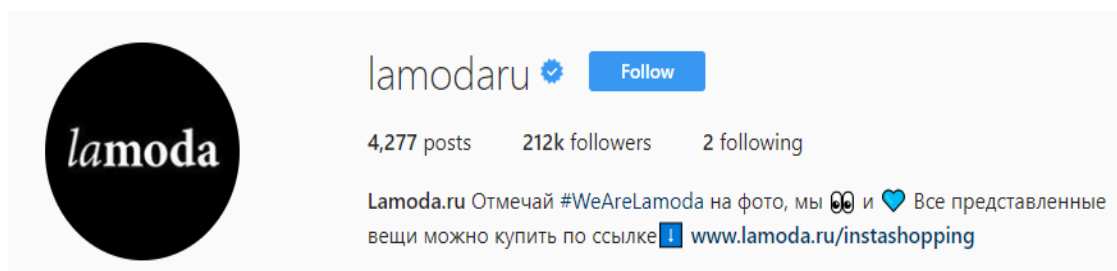 lamoda
lamodaru Follow
4,277 posts 212k followers 2 following
Lamoda.ru Отмечай #WeAreLamoda на фото, мы 👀 и 💙 Все представленные
вещи можно купить по ссылке⬇️ www.lamoda.ru/instashopping